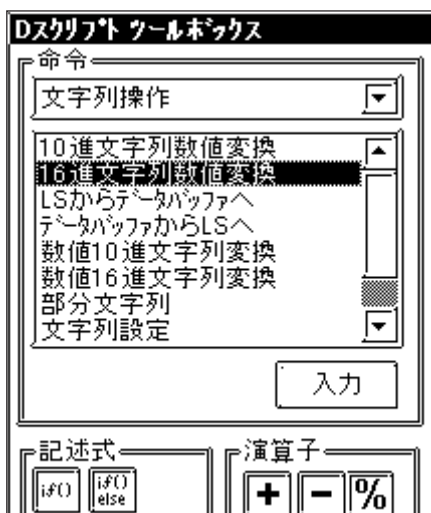 Dｽｸﾘﾌﾟﾄ ﾂｰﾙﾎﾞｯｸｽ
命令
文字列操作
10進文字列数値変換
16進文字列数値変換
LSからﾃﾞｰﾀﾊﾞｯﾌｧへ
ﾃﾞｰﾀﾊﾞｯﾌｧからLSへ
数値10進文字列変換
数値16進文字列変換
部分文字列
文字列設定
入力
記述式
演算子
if()
if()
else
+
-
%